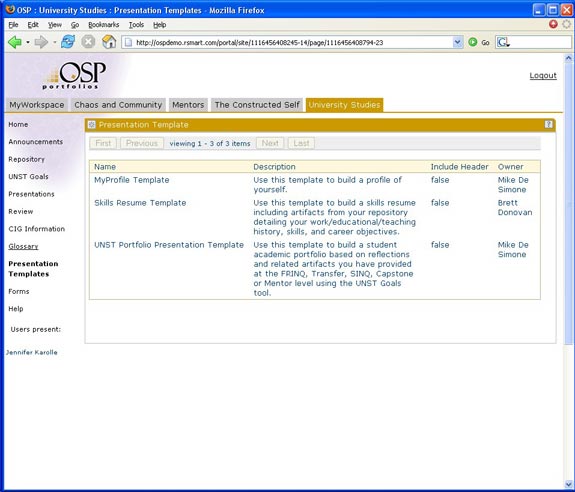 OSP : University Studies : Presentation Templates - Mozilla Firefox
File Edit View Go Bookmarks Tools Help
http://ospdemo.rsmart.com/portal/site/1116456408245-14/page/1116456408794-23
Go
G
OSP
portfolios
Logout
MyWorkspace Chaos and Community Mentors The Constructed Self University Studies
Home
Announcements
Repository
UNST Goals
Presentations
Review
CIG Information
Glossary
Presentation
Templates
Forms
Help
Users present:
Jennifer Karolle
Presentation Template ?
First Previous viewing 1 - 3 of 3 items Next Last
Name Description Include Header Owner
MyProfile Template Use this template to build a profile of false Mike De
yourself. Simone
Skills Resume Template Use this template to build a skills resume false Brett
including artifacts from your repository Donovan
detailing your work/educational/teaching
history, skills, and career objectives.
UNST Portfolio Presentation Template Use this template to build a student false Mike De
academic portfolio based on reflections Simone
and related artifacts you have provided
at the FRINQ, Transfer, SINQ, Capstone
or Mentor level using the UNST Goals
tool.